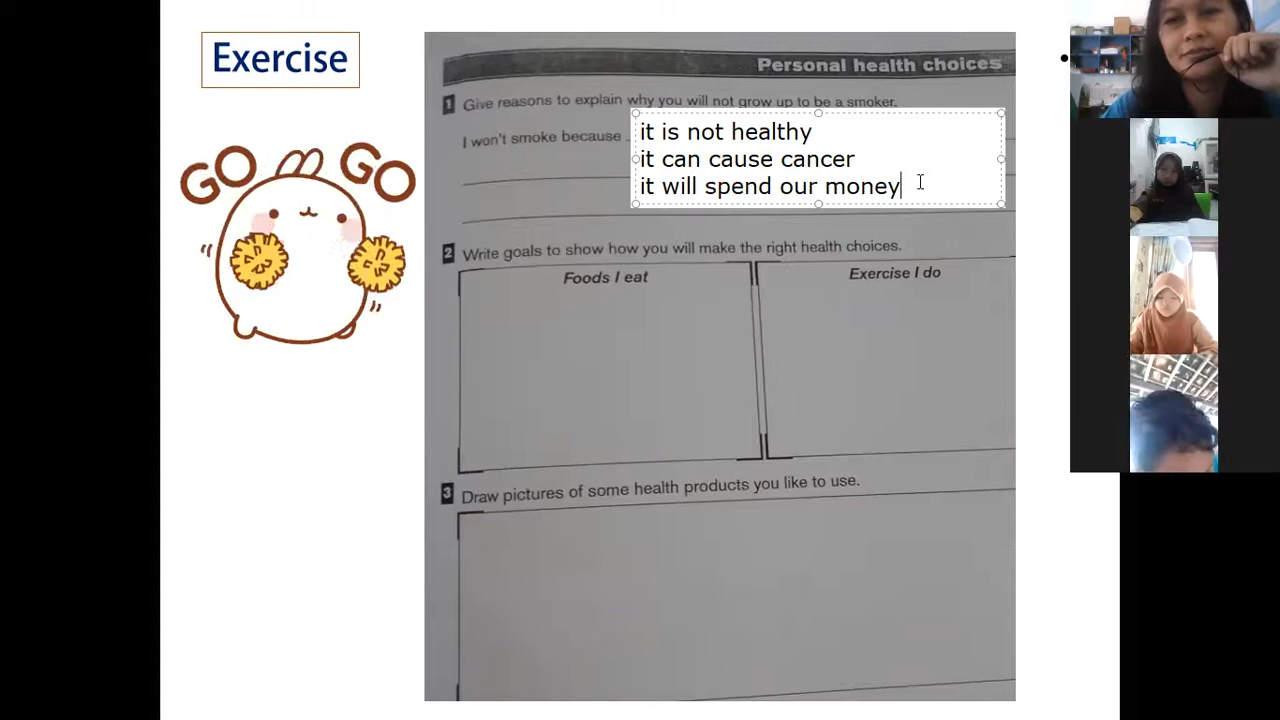 Exercise
GO GO
Personal health choices
1 Give reasons to explain why you will not grow up to be a smoker.
I won't smoke because
it is not healthy
it can cause cancer
it will spend our money
2 Write goals to show how you will make the right health choices.
Foods I eat
Exercise I do
3 Draw pictures of some health products you like to use.